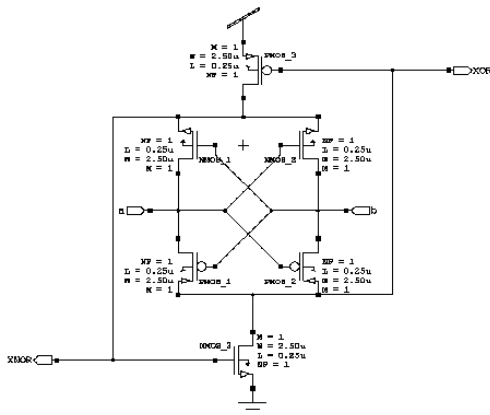 M = 1
W = 2.50u
L = 0.25u
NF = 1
PMOS_3
XOR
NF = 1
L = 0.25u
W = 2.50u
M = 1
NMOS_1
NMOS_2
NF = 1
L = 0.25u
W = 2.50u
M = 1
a
b
NF = 1
L = 0.25u
W = 2.50u
M = 1
PMOS_1
PMOS_2
NF = 1
L = 0.25u
W = 2.50u
M = 1
XNOR
NMOS_3
M = 1
W = 2.50u
L = 0.25u
NF = 1